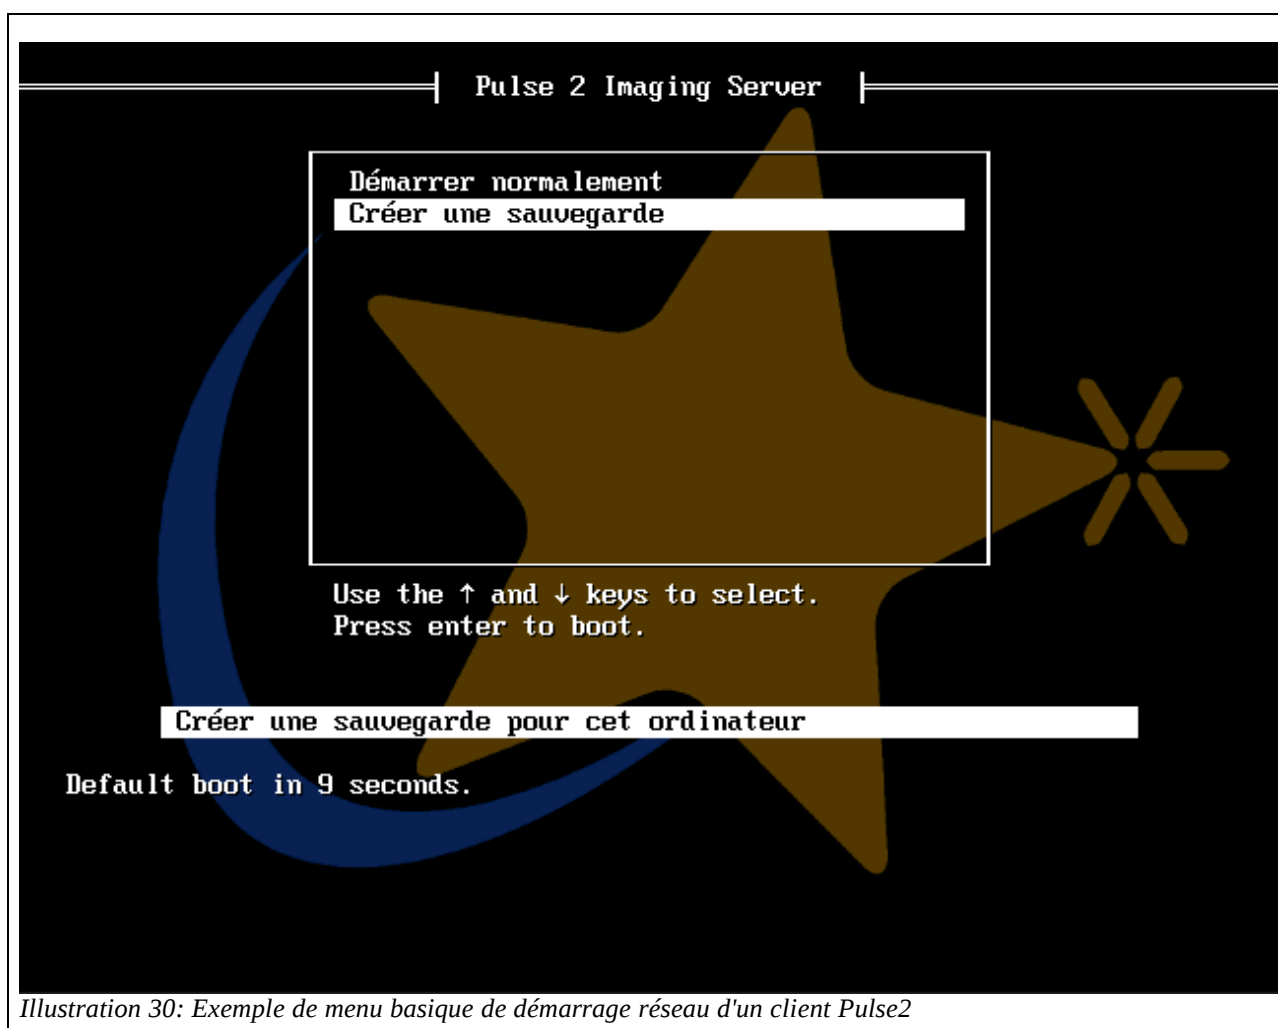 Pulse 2 Imaging Server
Démarrer normalement
Créer une sauvegarde
Use the ↑ and ↓ keys to select.
Press enter to boot.
Créer une sauvegarde pour cet ordinateur
Default boot in 9 seconds.
Illustration 30: Exemple de menu basique de démarrage réseau d'un client Pulse2